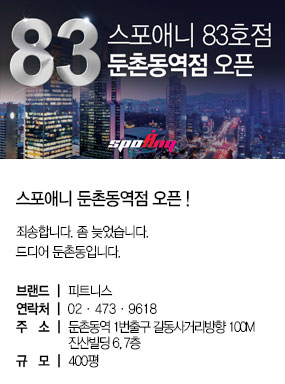 83
스포애니 83호점
둔촌동역점 오픈
spoany
스포애니 둔촌동역점 오픈 !
죄송합니다. 좀 늦었습니다.
드디어 둔촌동입니다.
브랜드 | 피트니스
연락처 | 02 · 473 · 9618
주 소 | 둔촌동역 1번출구 길동사거리방향 100M
진산빌딩 6, 7층
규 모 | 400평